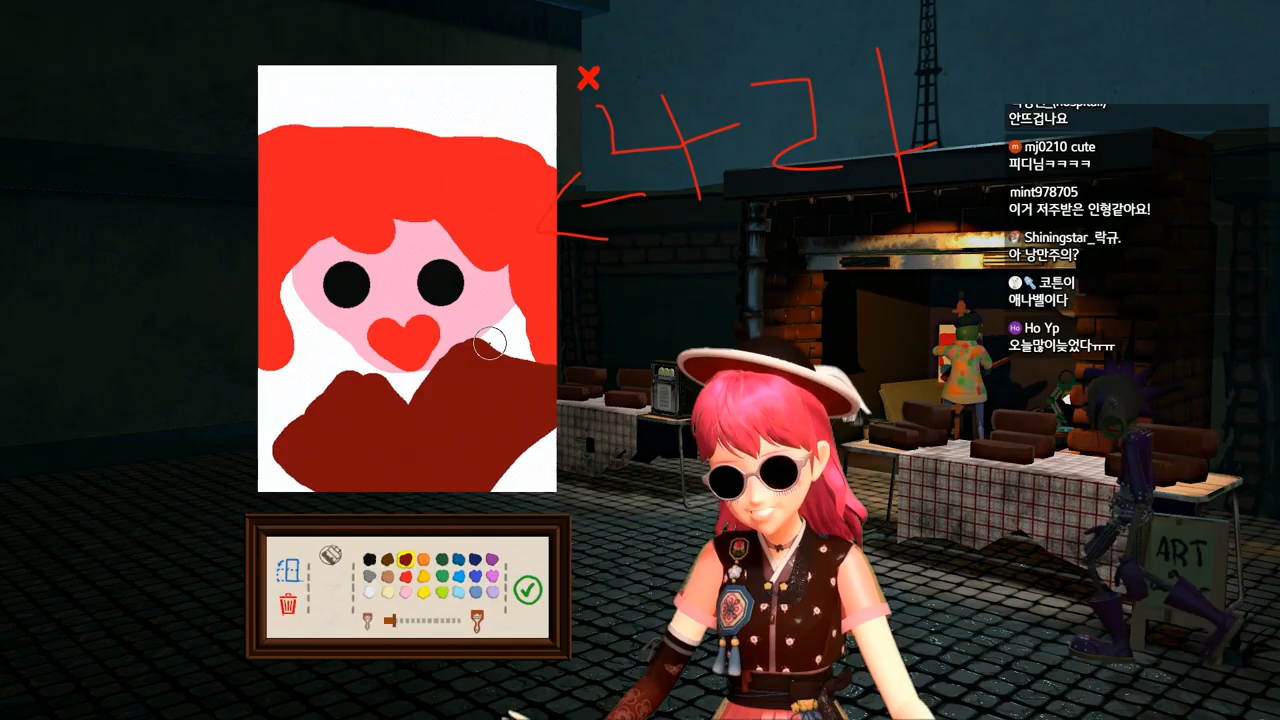 나라
안뜨겁나요
mj0210 cute
피디님ㅋㅋㅋㅋ
mint978705
이거 저주받은 인형같아요!
Shiningstar_락규.
아 낭만주의?
코튼이
애나벨이다
Ho Ho Yp
오늘많이늦었다ㅠㅠ
ART